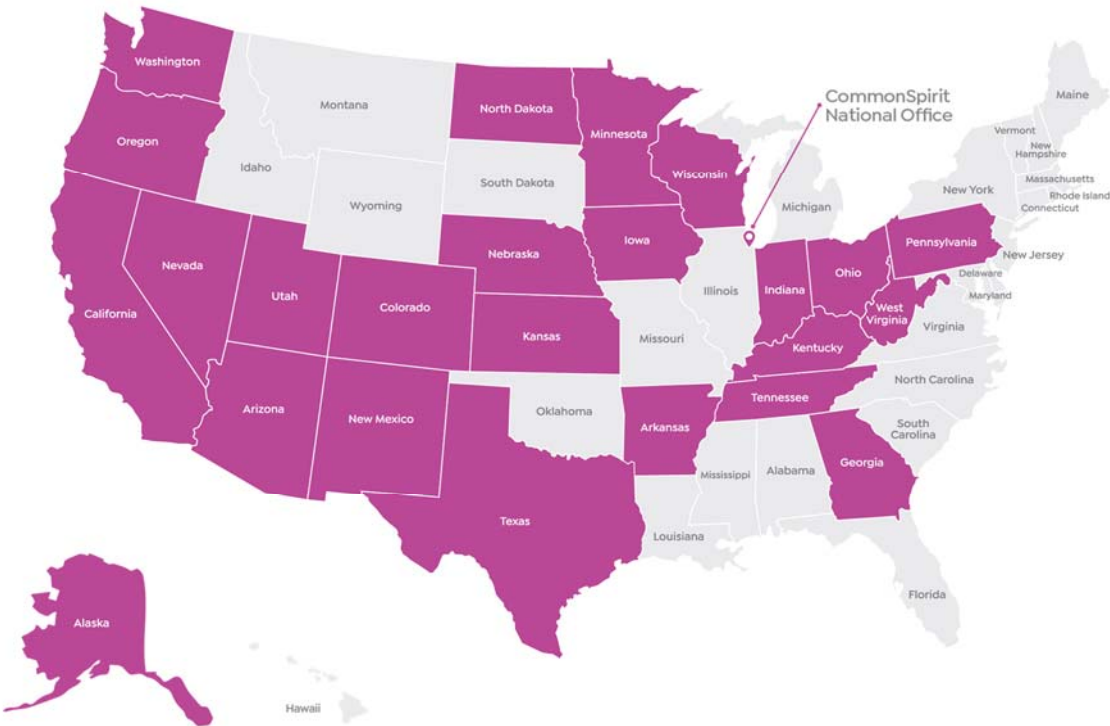 Washington
Montana
North Dakota
Minnesota
CommonSpirit
National Office
Maine
Oregon
Idaho
South Dakota
Wisconsin
Michigan
Vermont
New
Hampshire
Massachusetts
New York
Rhode Island
Connecticut
Wyoming
Nebraska
Iowa
Pennsylvania
Nevada
Utah
Colorado
Illinois
Indiana
Ohio
New Jersey
Delaware
Maryland
California
Kansas
Missouri
West
Virginia
Virginia
Kentucky
Arizona
New Mexico
Oklahoma
Arkansas
Tennessee
North Carolina
South
Carolina
Mississippi
Alabama
Georgia
Texas
Louisiana
Florida
Alaska
Hawaii